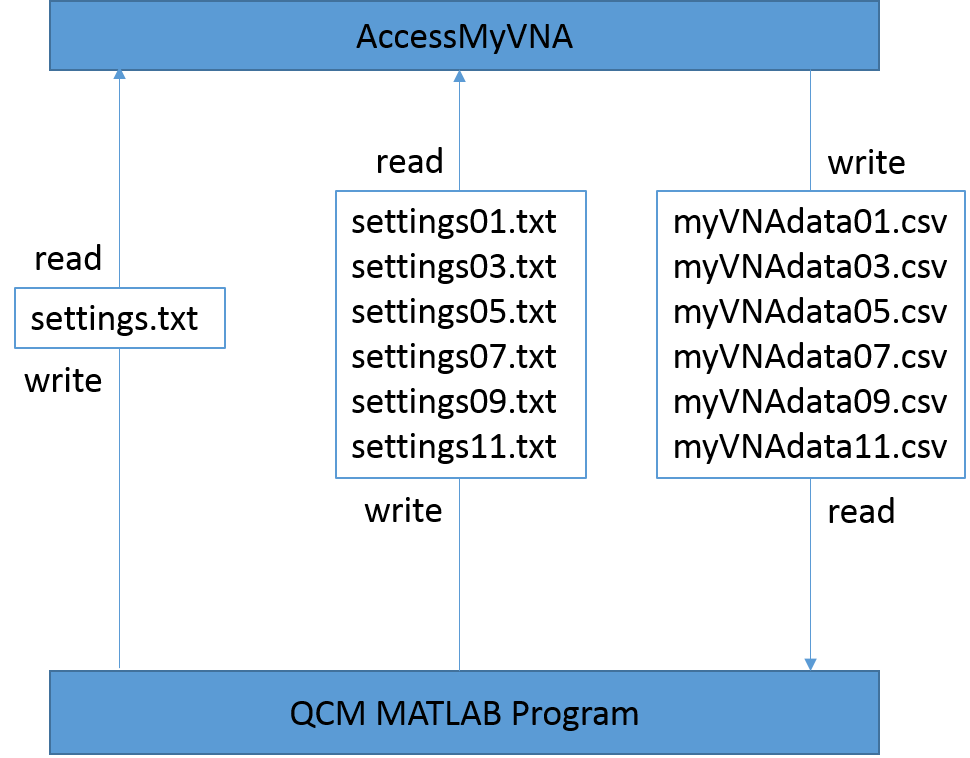 AccessMyVNA
read
write
read
settings.txt
write
settings01.txt
settings03.txt
settings05.txt
settings07.txt
settings09.txt
settings11.txt
write
myVNAdata01.csv
myVNAdata03.csv
myVNAdata05.csv
myVNAdata07.csv
myVNAdata09.csv
myVNAdata11.csv
read
QCM MATLAB Program